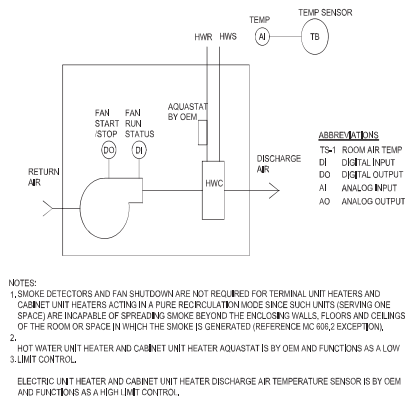 TEMP SENSOR
TEMP
AI
TB
HWR HWS
FAN START /STOP
FAN RUN STATUS
DO
DI
AQUASTAT BY OEM
RETURN AIR
HWC
DISCHARGE AIR
ABBREVIATIONS
TS-1 ROOM AIR TEMP
DI DIGITAL INPUT
DO DIGITAL OUTPUT
AI ANALOG INPUT
AO ANALOG OUTPUT
NOTES:
1. SMOKE DETECTORS AND FAN SHUTDOWN ARE NOT REQUIRED FOR TERMINAL UNIT HEATERS AND
CABINET UNIT HEATERS ACTING IN A PURE RECIRCULATION MODE SINCE SUCH UNITS (SERVING ONE
SPACE) ARE INCAPABLE OF SPREADING SMOKE BEYOND THE ENCLOSING WALLS, FLOORS AND CEILINGS
OF THE ROOM OR SPACE IN WHICH THE SMOKE IS GENERATED (REFERENCE MC 606.2 EXCEPTION).
2.
HOT WATER UNIT HEATER AND CABINET UNIT HEATER AQUASTAT IS BY OEM AND FUNCTIONS AS A LOW
3. LIMIT CONTROL.
ELECTRIC UNIT HEATER AND CABINET UNIT HEATER DISCHARGE AIR TEMPERATURE SENSOR IS BY OEM
AND FUNCTIONS AS A HIGH LIMIT CONTROL.